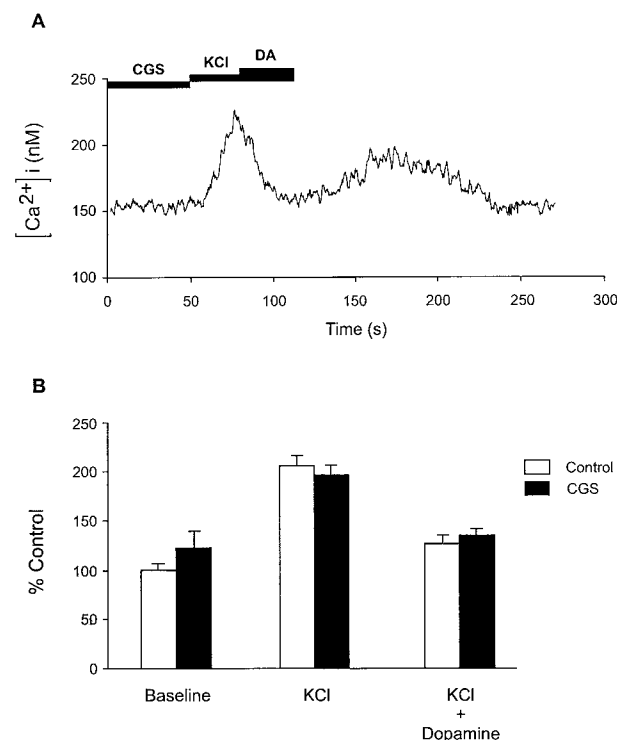 A
CGS KCl DA
250
200
150
100
[Ca2+] i (nM)
0 50 100 150 200 250 300
Time (s)
B
250
200
150
100
50
0
% Control
Control
CGS
Baseline KCl KCl
+
Dopamine